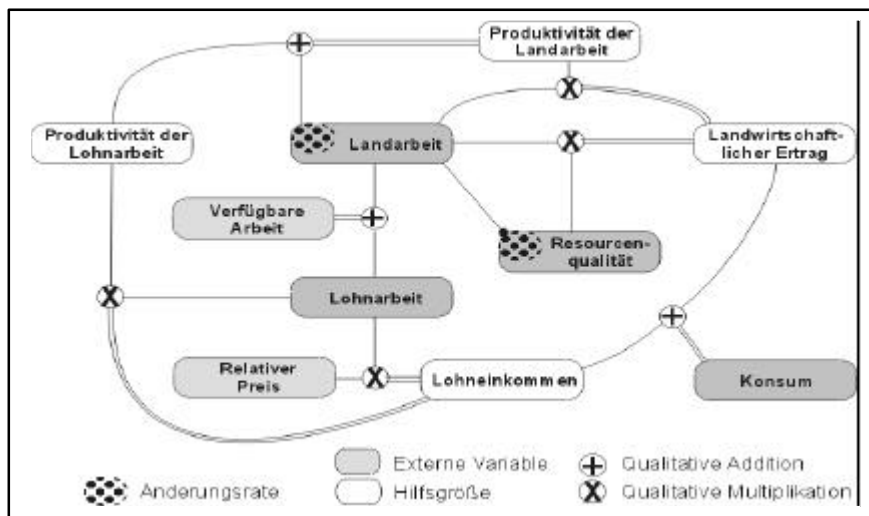 Produktivität der
Landarbeit
Produktivität der
Lohnarbeit
Landarbeit
Landwirtschaft-
licher Ertrag
Verfügbare
Arbeit
Resourcen-
qualität
Lohnarbeit
Relativer
Preis
Lohneinkommen
Konsum
Änderungsrate
Externe Variable
Hilfsgröße
Qualitative Addition
Qualitative Multiplikation